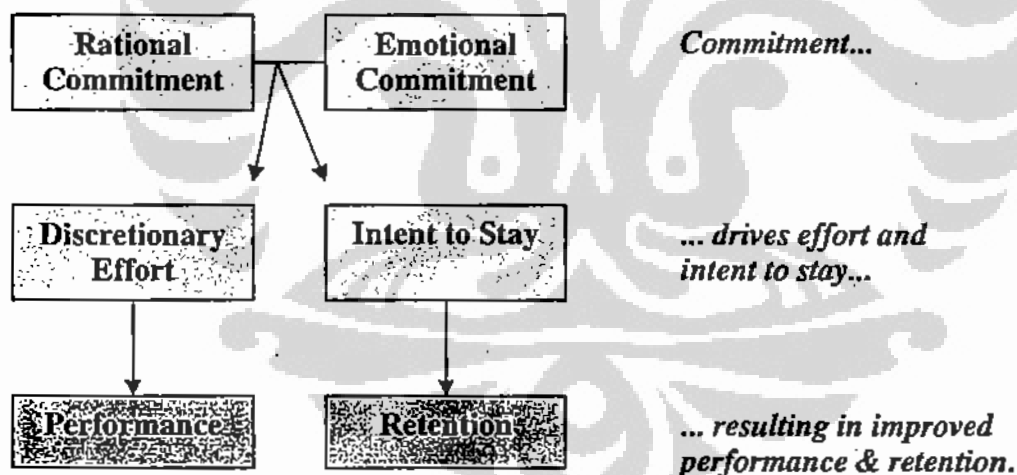 Rational
Commitment
Emotional
Commitment
Commitment...
Discretionary
Effort
Intent to Stay
... drives effort and
intent to stay...
Performance
Retention
... resulting in improved
performance & retention.